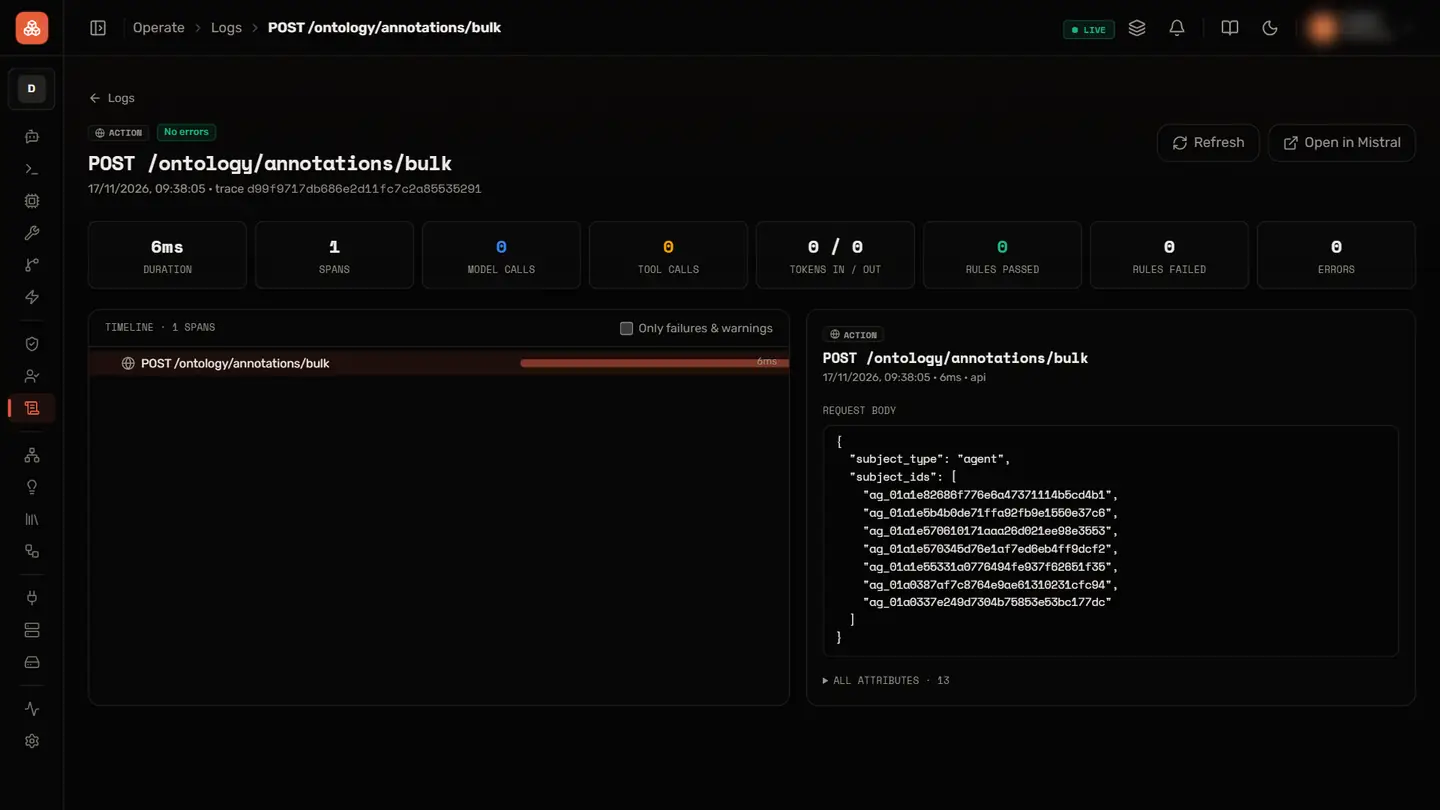 Operate > Logs > POST /ontology/annotations/bulk
LIVE
D
← Logs
ACTION No errors
POST /ontology/annotations/bulk
17/11/2026, 09:38:05 • trace d99f9717db686e2d11fc7c2a85535291
Refresh
Open in Mistral
6ms
DURATION
1
SPANS
0
MODEL CALLS
0
TOOL CALLS
0 / 0
TOKENS IN / OUT
0
RULES PASSED
0
RULES FAILED
0
ERRORS
TIMELINE · 1 SPANS
Only failures & warnings
POST /ontology/annotations/bulk
6ms
ACTION
POST /ontology/annotations/bulk
17/11/2026, 09:38:05 • 6ms • api
REQUEST BODY
{
"subject_type": "agent",
"subject_ids": [
"ag_01a1e82686f776e6a47371114b5cd4b1",
"ag_01a1e5b4b0de71ffa92fb9e1550e37c6",
"ag_01a1e570610171aaa26d021ee98e3553",
"ag_01a1e570345d76e1af7ed6eb4ff9dcf2",
"ag_01a1e55331a0776494fe937f62651f35",
"ag_01a0387af7c8764e9ae61310231cfc94",
"ag_01a0337e249d7304b75853e53bc177dc"
]
}
ALL ATTRIBUTES · 13